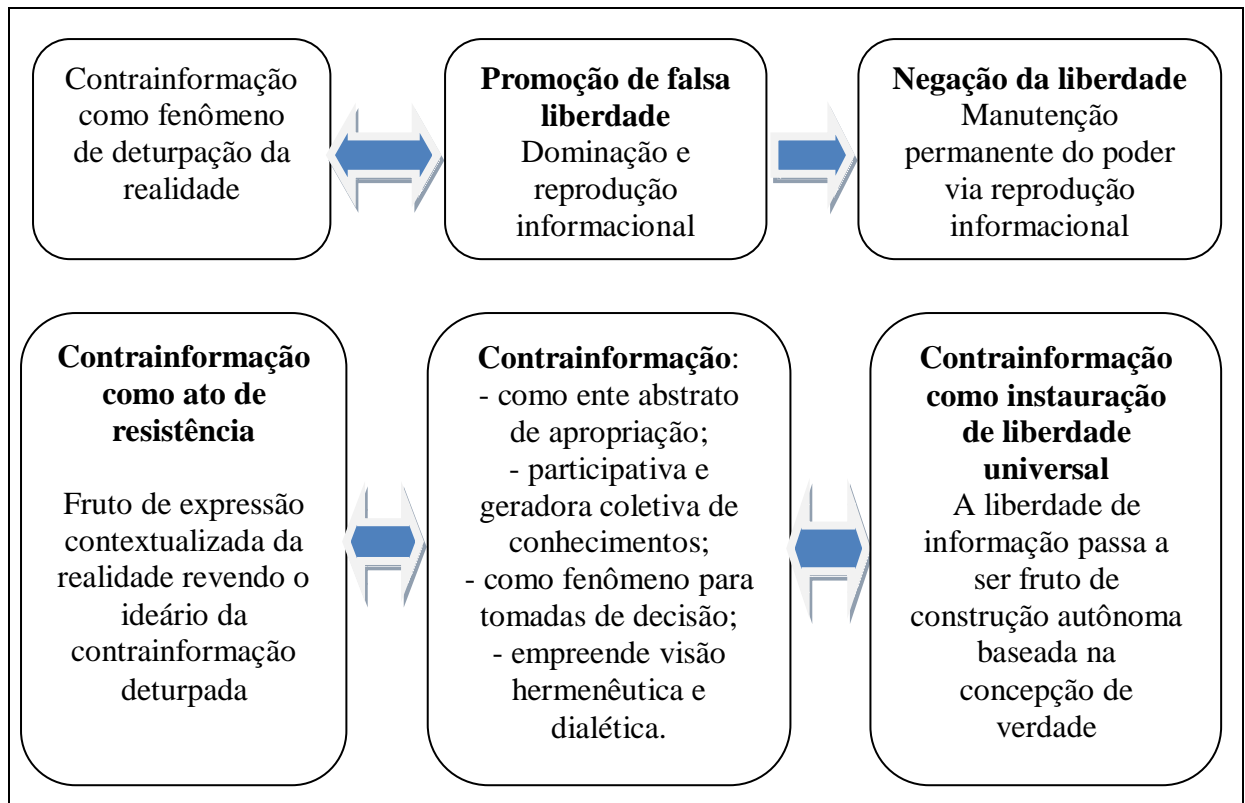 Contrainformação
como fenômeno
de deturpação da
realidade
Promoção de falsa
liberdade
Dominação e
reprodução
informacional
Negação da liberdade
Manutenção
permanente do poder
via reprodução
informacional
Contrainformação
como ato de
resistência
Fruto de expressão
contextualizada da
realidade revendo o
ideário da
contrainformação
deturpada
Contrainformação:
- como ente abstrato
de apropriação;
- participativa e
geradora coletiva de
conhecimentos;
- como fenômeno para
tomadas de decisão;
- empreende visão
hermenêutica e
dialética.
Contrainformação
como instauração
de liberdade
universal
A liberdade de
informação passa a
ser fruto de
construção autônoma
baseada na
concepção de
verdade